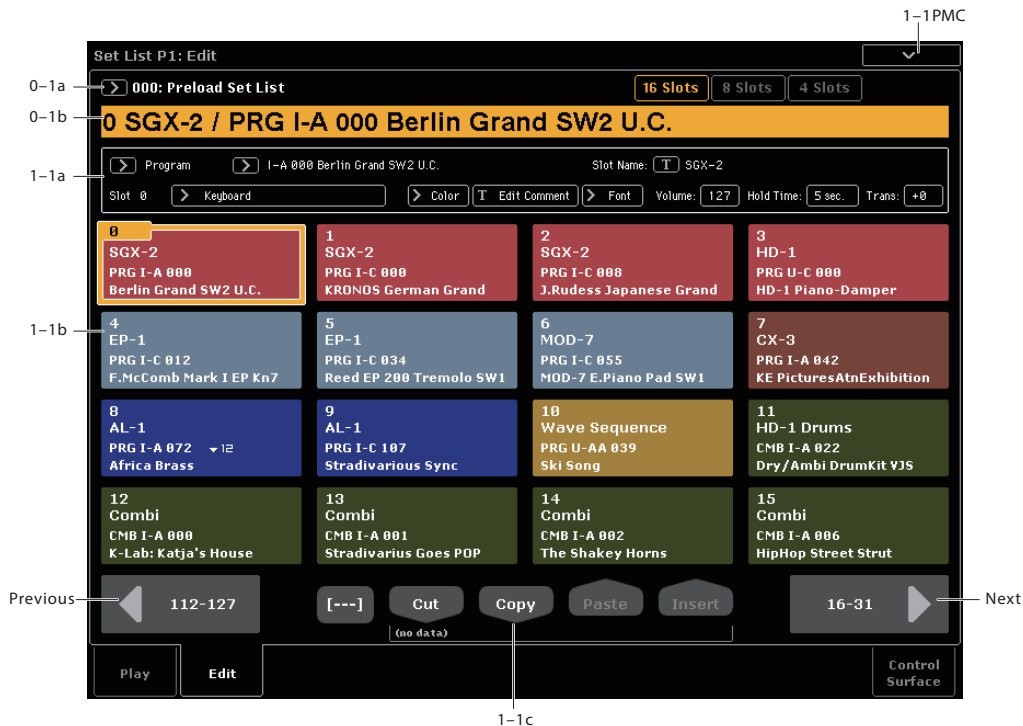 1–1PMC
Set List P1: Edit
0–1a
000: Preload Set List
16 Slots
8 Slots
4 Slots
0–1b
0 SGX-2 / PRG I-A 000 Berlin Grand SW2 U.C.
1–1a
Program
I-A 000 Berlin Grand SW2 U.C.
Slot Name: T SGX-2
Slot 0
Keyboard
Color
T Edit Comment
Font
Volume: 127
Hold Time: 5 sec.
Trans: +0
0
SGX-2
PRG I-A 000
Berlin Grand SW2 U.C.
1
SGX-2
PRG I-C 000
KRONOS German Grand
2
SGX-2
PRG I-C 008
J.Rudess Japanese Grand
3
HD-1
PRG U-C 000
HD-1 Piano-Damper
1–1b
4
EP-1
PRG I-C 012
F.McComb Mark I EP Kn7
5
EP-1
PRG I-C 034
Reed EP 200 Tremolo SW1
6
MOD-7
PRG I-C 055
MOD-7 E.Piano Pad SW1
7
CX-3
PRG I-A 042
KE PicturesAtnExhibition
8
AL-1
PRG I-A 072 ▾12
Africa Brass
9
AL-1
PRG I-C 107
Stradivarious Sync
10
Wave Sequence
PRG U-AA 039
Ski Song
11
HD-1 Drums
CMB I-A 022
Dry/Ambi DrumKit VJS
12
Combi
CMB I-A 000
K-Lab: Katja's House
13
Combi
CMB I-A 001
Stradivarius Goes POP
14
Combi
CMB I-A 002
The Shakey Horns
15
Combi
CMB I-A 006
HipHop Street Strut
Previous
112-127
[---]
Cut
Copy
Paste
Insert
16-31
Next
(no data)
Play
Edit
Control
Surface
1–1c